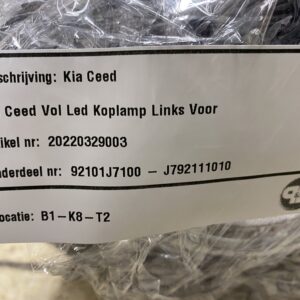 schrijving: Kia Ceed
Ceed Vol Led Koplamp Links Voor
ikel nr: 20220329003
nderdeel nr: 92101J7100 - J792111010
ocatie: B1-K8-T2